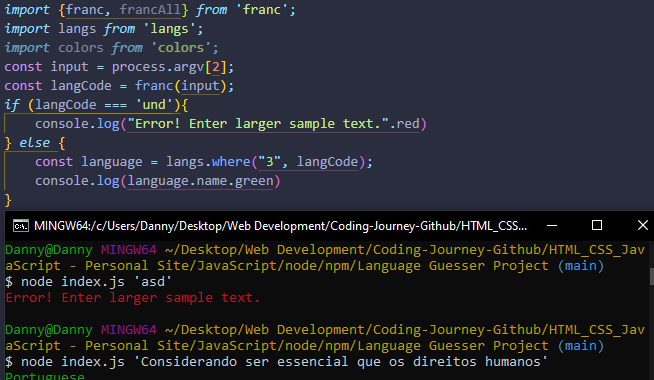 import {franc, francAll} from 'franc';
import langs from 'langs';
import colors from 'colors';
const input = process.argv[2];
const langCode = franc(input);
if (langCode === 'und'){
    console.log("Error! Enter larger sample text.".red)
} else {
    const language = langs.where("3", langCode);
    console.log(language.name.green)
}
MINGW64:/c/Users/Danny/Desktop/Web Development/Coding-Journey-Github/HTML_CSS...
Danny@Danny MINGW64 ~/Desktop/Web Development/Coding-Journey-Github/HTML_CSS_Jav
aScript - Personal Site/JavaScript/node/npm/Language Guesser Project (main)
$ node index.js 'asd'
Error! Enter larger sample text.
Danny@Danny MINGW64 ~/Desktop/Web Development/Coding-Journey-Github/HTML_CSS_Jav
aScript - Personal Site/JavaScript/node/npm/Language Guesser Project (main)
$ node index.js 'Considerando ser essencial que os direitos humanos'
Portuguese